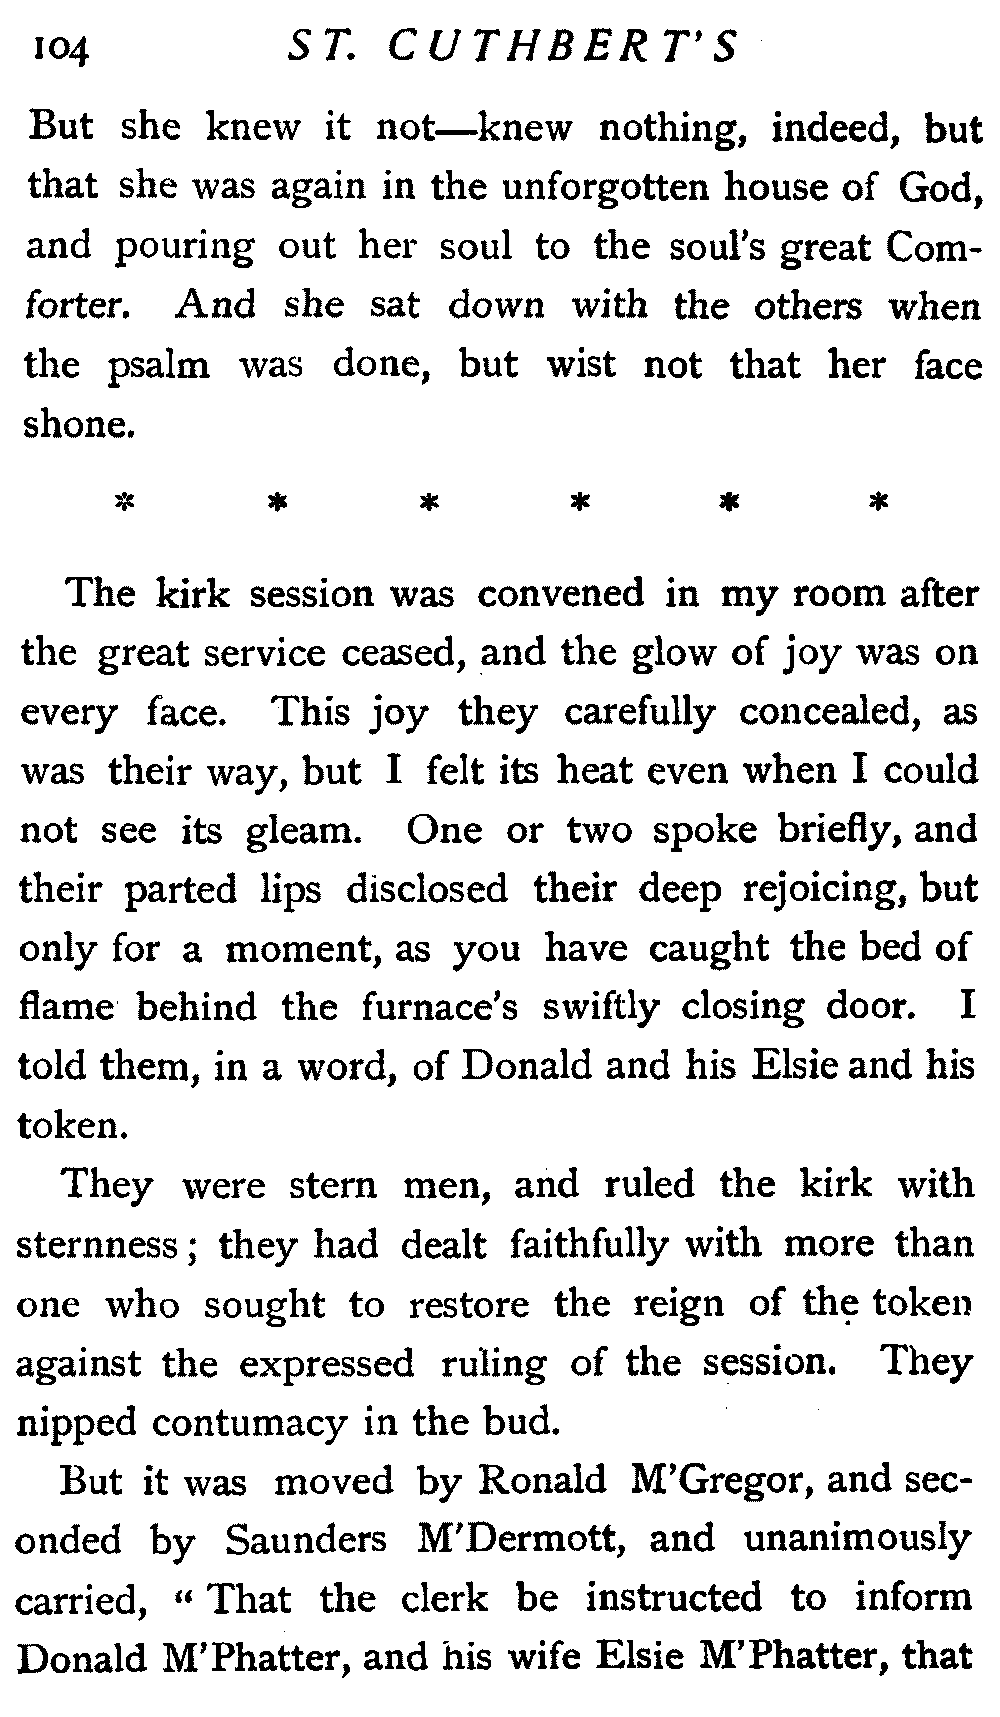 104 ST. CUTHBERT'S
But she knew it not—knew nothing, indeed, but
that she was again in the unforgotten house of God,
and pouring out her soul to the soul's great Com-
forter. And she sat down with the others when
the psalm was done, but wist not that her face
shone.
* * * * * *
The kirk session was convened in my room after
the great service ceased, and the glow of joy was on
every face. This joy they carefully concealed, as
was their way, but I felt its heat even when I could
not see its gleam. One or two spoke briefly, and
their parted lips disclosed their deep rejoicing, but
only for a moment, as you have caught the bed of
flame behind the furnace's swiftly closing door. I
told them, in a word, of Donald and his Elsie and his
token.
They were stern men, and ruled the kirk with
sternness; they had dealt faithfully with more than
one who sought to restore the reign of the token
against the expressed ruling of the session. They
nipped contumacy in the bud.
But it was moved by Ronald M'Gregor, and sec-
onded by Saunders M'Dermott, and unanimously
carried, "That the clerk be instructed to inform
Donald M'Phatter, and his wife Elsie M'Phatter, that